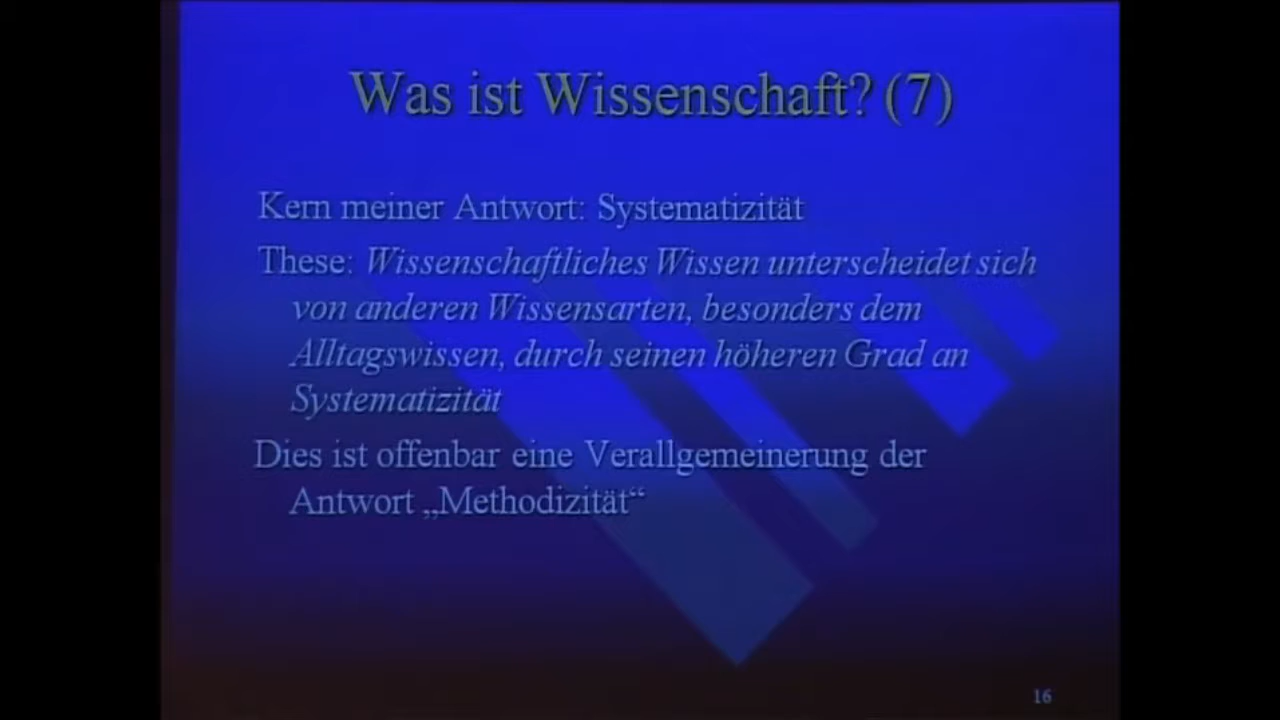 Was ist Wissenschaft? (7)
Kern meiner Antwort: Systematizität
These: Wissenschaftliches Wissen unterscheidet sich
von anderen Wissensarten, besonders dem
Alltagswissen, durch seinen höheren Grad an
Systematizität
Dies ist offenbar eine Verallgemeinerung der
Antwort „Methodizität“
16